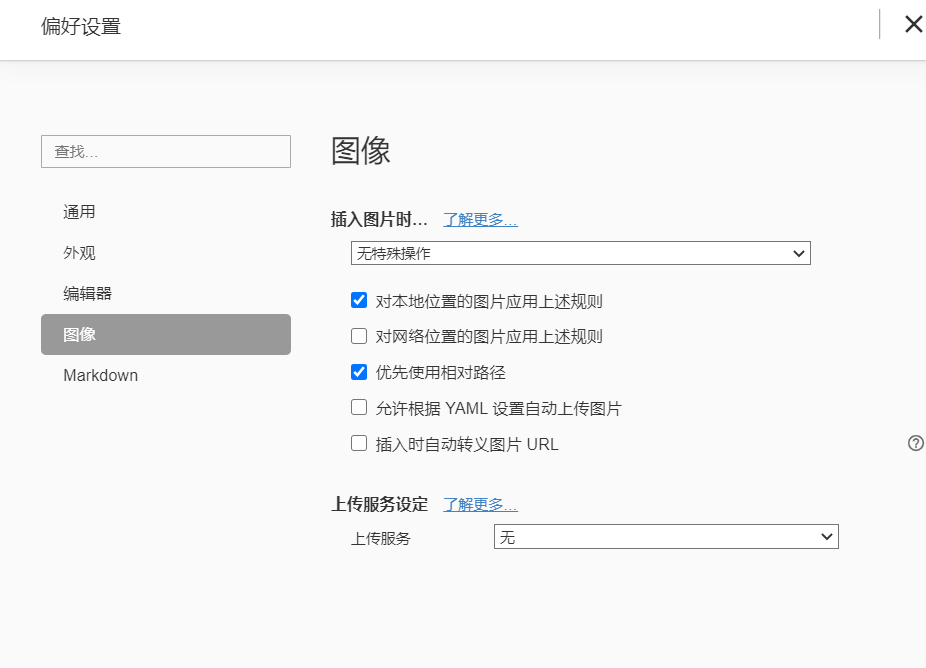 偏好设置
查找...
通用
外观
编辑器
图像
Markdown
图像
插入图片时... 了解更多...
无特殊操作
对本地位置的图片应用上述规则
对网络位置的图片应用上述规则
优先使用相对路径
允许根据 YAML 设置自动上传图片
插入时自动转义图片 URL
上传服务设定 了解更多...
上传服务 无